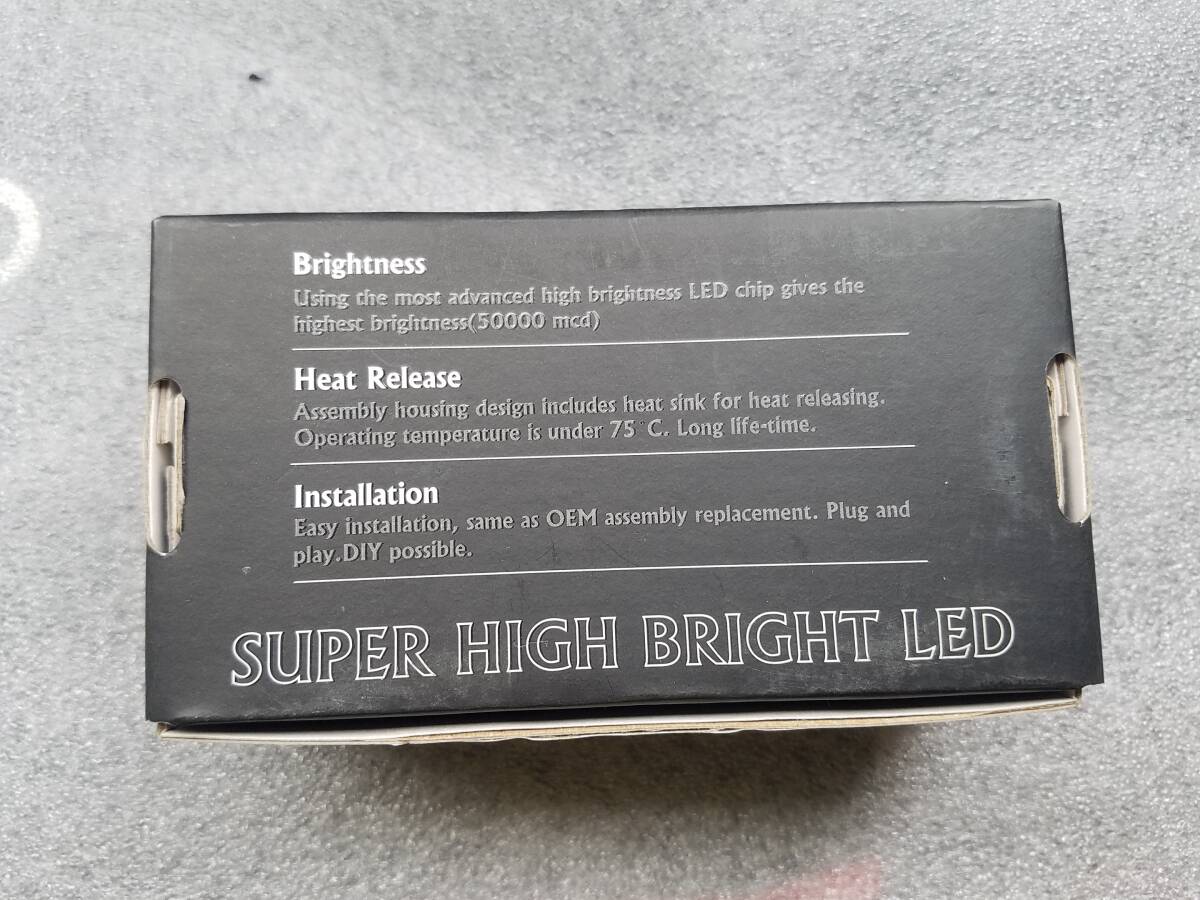 Brightness
Using the most advanced high brightness LED chip gives the
highest brightness(50000 mcd)
Heat Release
Assembly housing design includes heat sink for heat releasing.
Operating temperature is under 75°C. Long life-time.
Installation
Easy installation, same as OEM assembly replacement. Plug and
play.DIY possible.
SUPER HIGH BRIGHT LED